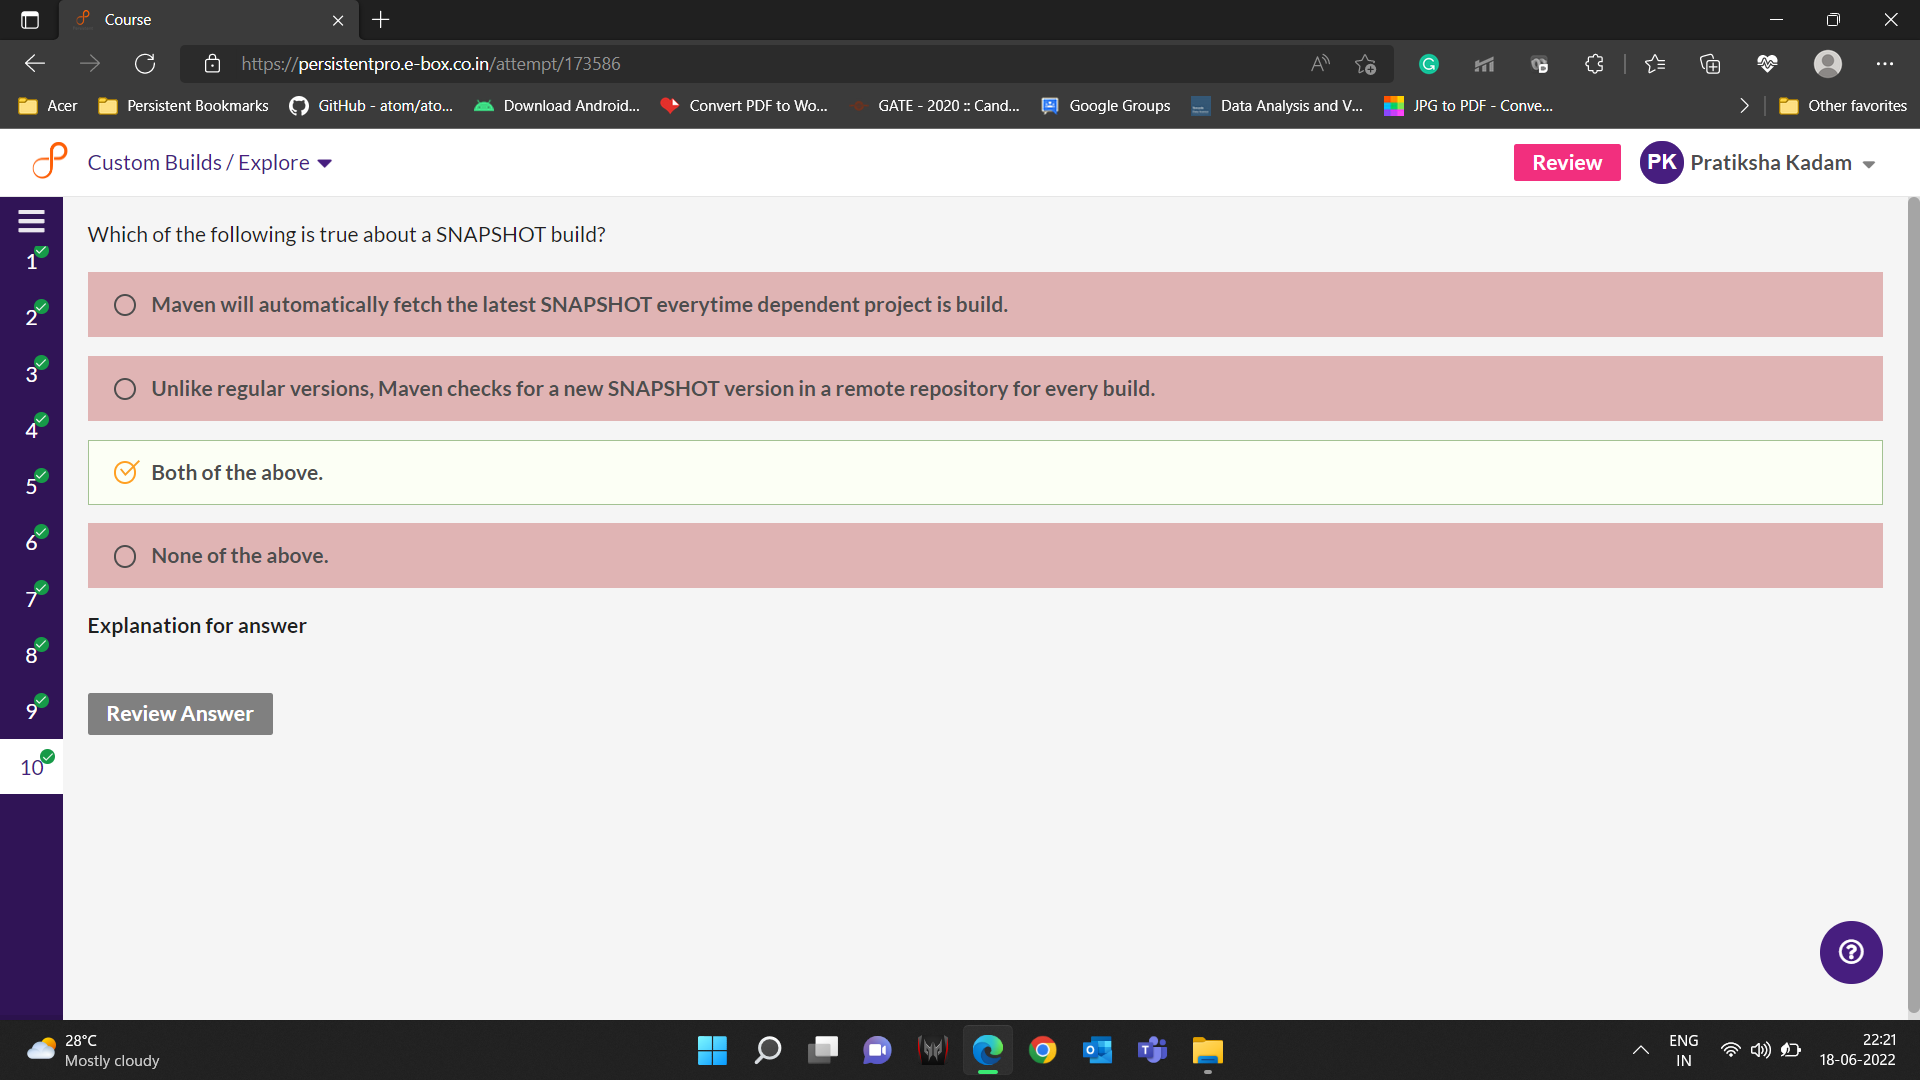 Course
https://persistentpro.e-box.co.in/attempt/173586
Acer
Persistent Bookmarks
GitHub - atom/ato...
Download Android...
Convert PDF to Wo...
GATE - 2020 :: Cand...
Google Groups
Data Analysis and V...
JPG to PDF - Conve...
Other favorites
Custom Builds / Explore
Review
PK
Pratiksha Kadam
Which of the following is true about a SNAPSHOT build?
1
2
3
4
5
6
7
8
9
10
Maven will automatically fetch the latest SNAPSHOT everytime dependent project is build.
Unlike regular versions, Maven checks for a new SNAPSHOT version in a remote repository for every build.
Both of the above.
None of the above.
Explanation for answer
Review Answer
28°C
Mostly cloudy
ENG
IN
22:21
18-06-2022